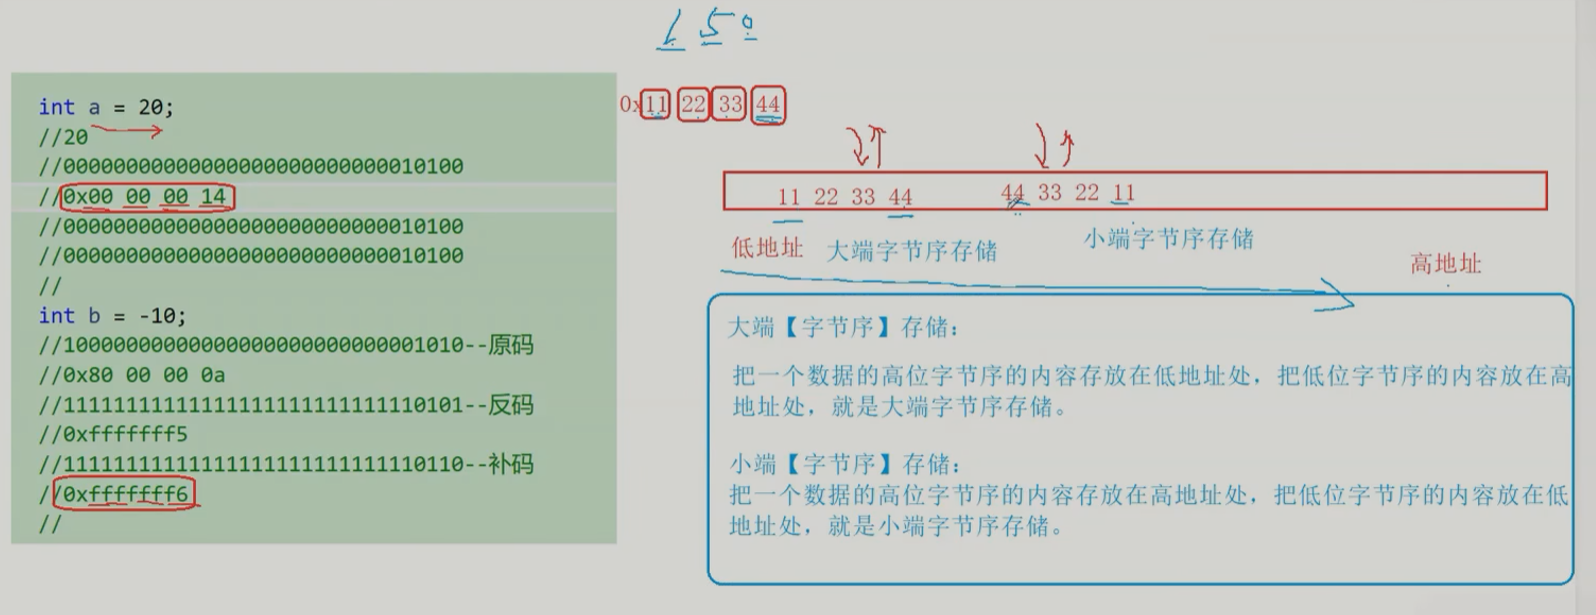 150
int a = 20;
//20
//00000000000000000000000000010100
//0x00 00 00 14
//00000000000000000000000000010100
//00000000000000000000000000010100
//
int b = -10;
//10000000000000000000000000001010--原码
//0x80 00 00 0a
//11111111111111111111111111110101--反码
//0xfffffff5
//11111111111111111111111111110110--补码
//0xfffffff6
//
0x11 22 33 44
11 22 33 44 44 33 22 11
低地址 大端字节序存储 小端字节序存储 高地址
大端【字节序】存储：
把一个数据的高位字节序的内容存放在低地址处，把低位字节序的内容放在高
地址处，就是大端字节序存储。
小端【字节序】存储：
把一个数据的高位字节序的内容存放在高地址处，把低位字节序的内容放在低
地址处，就是小端字节序存储。